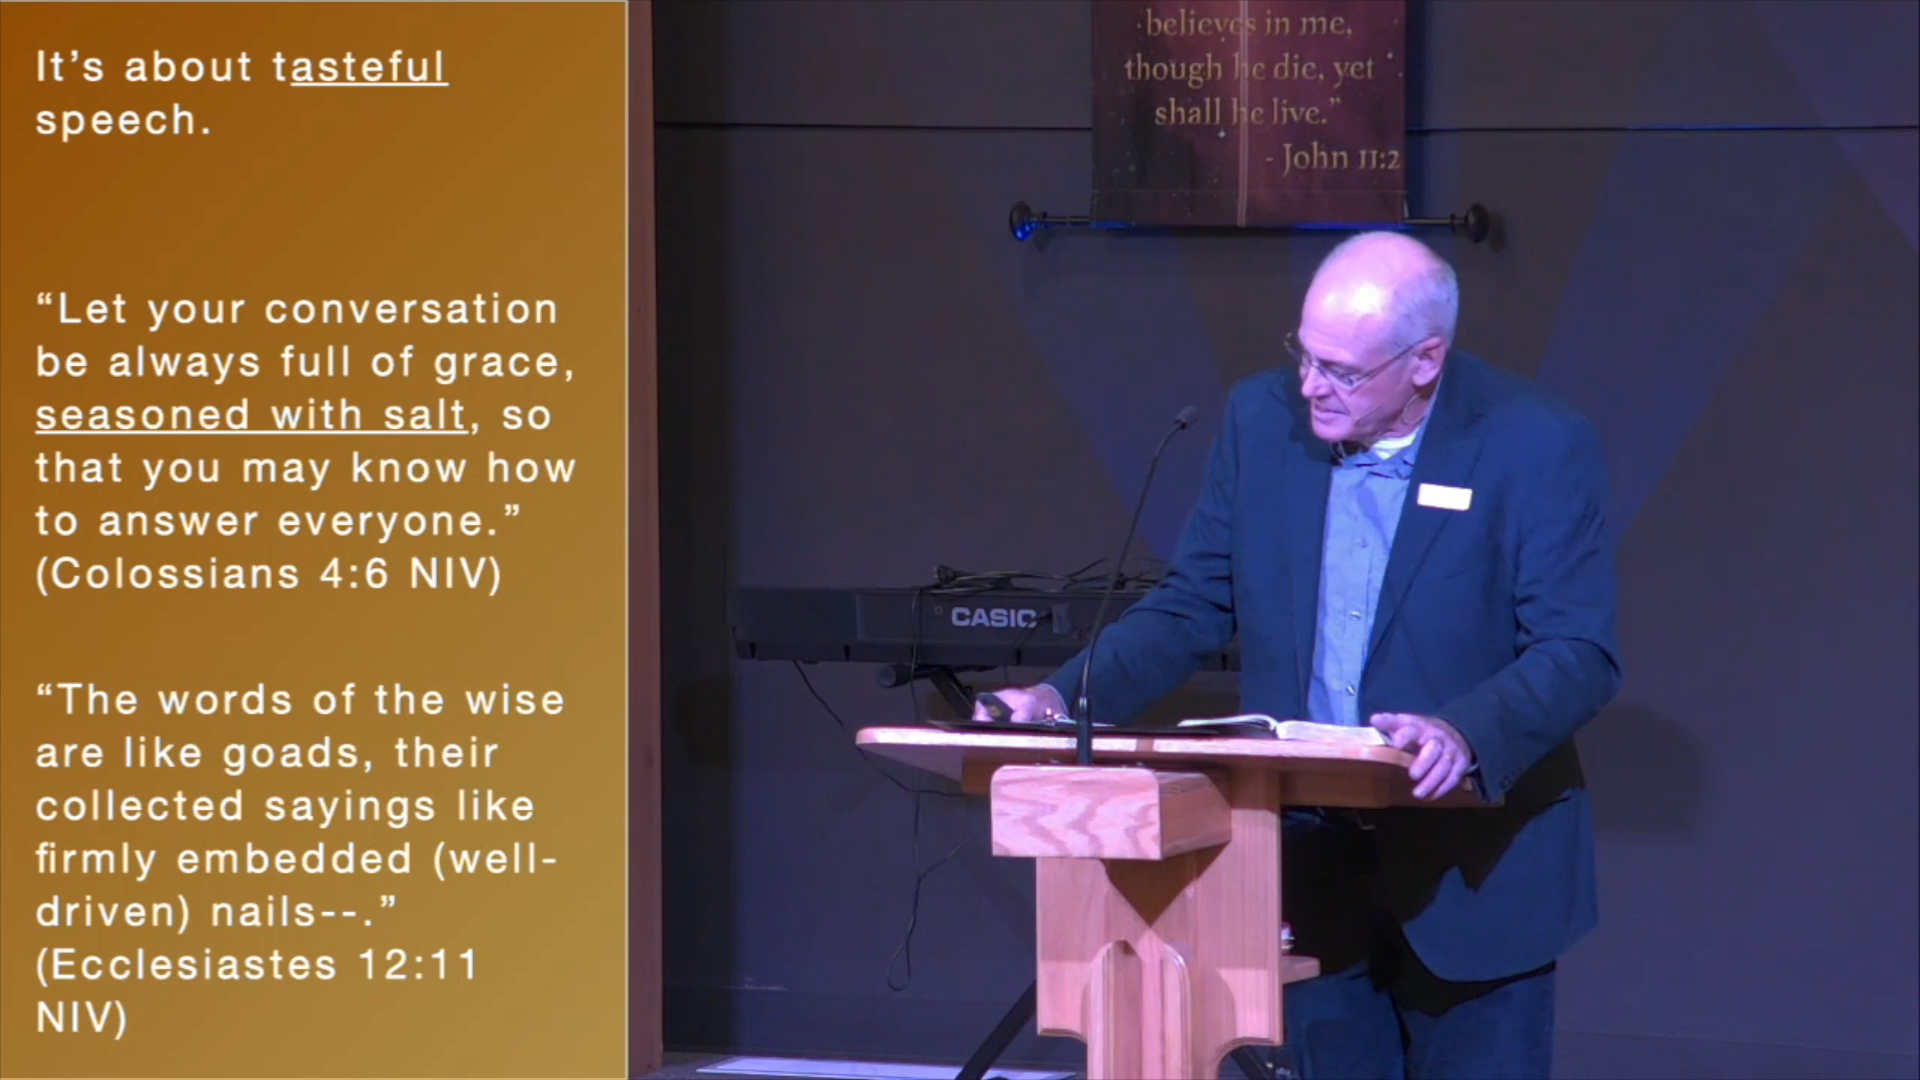 It’s about tasteful
speech.
“Let your conversation
be always full of grace,
seasoned with salt, so
that you may know how
to answer everyone.”
(Colossians 4:6 NIV)
“The words of the wise
are like goads, their
collected sayings like
firmly embedded (well-
driven) nails--.”
(Ecclesiastes 12:11
NIV)
believes in me,
though he die, yet
shall he live.”
- John 11:2
CASIO